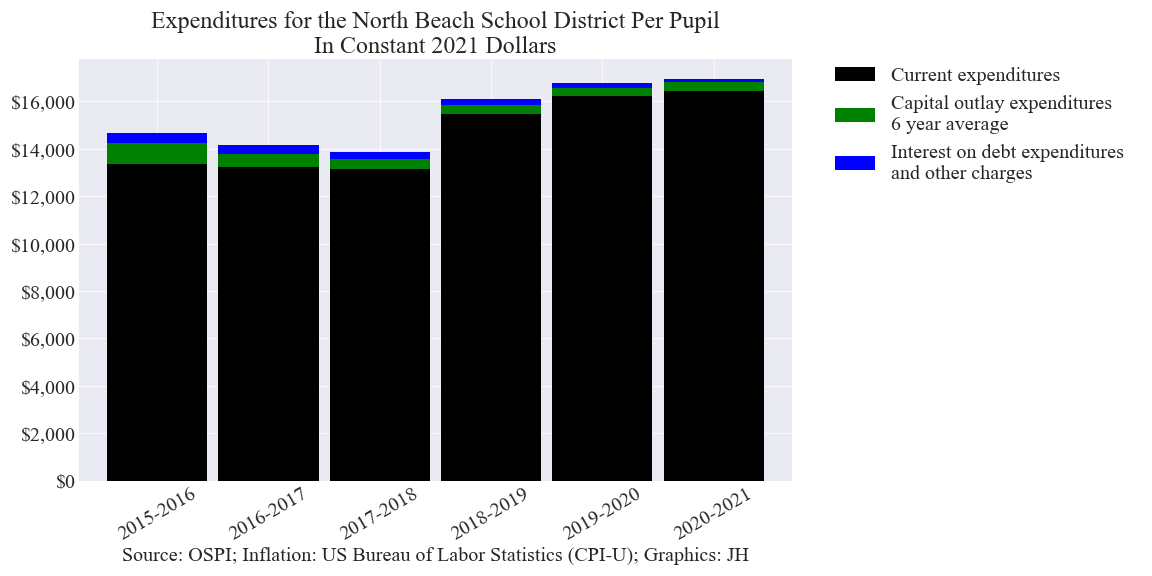 Expenditures for the North Beach School District Per Pupil
In Constant 2021 Dollars
$16,000
$14,000
$12,000
$10,000
$8,000
$6,000
$4,000
$2,000
$0
2015-2016
2016-2017
2017-2018
2018-2019
2019-2020
2020-2021
Source: OSPI; Inflation: US Bureau of Labor Statistics (CPI-U); Graphics: JH
Current expenditures
Capital outlay expenditures
6 year average
Interest on debt expenditures
and other charges